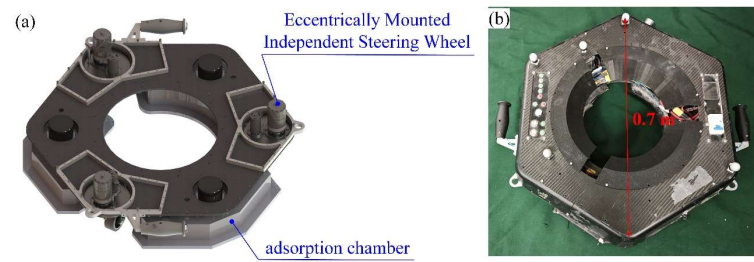 (a)
Eccentrically Mounted
Independent Steering Wheel
adsorption chamber
(b)
0.7 m